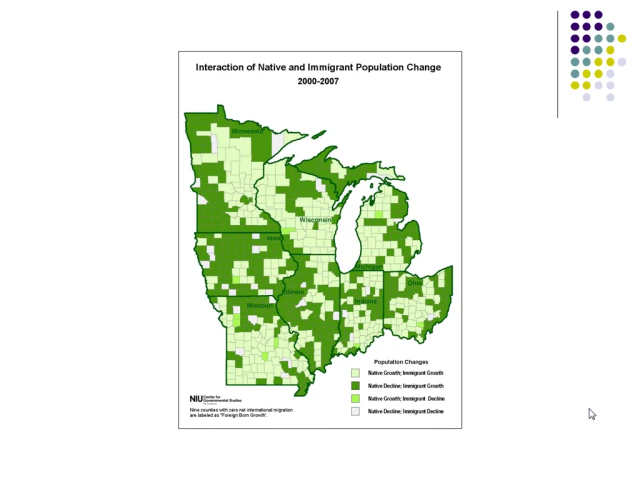 Interaction of Native and Immigrant Population Change
2000-2007
Minnesota
Wisconsin
Iowa
Michigan
Ohio
Illinois
Indiana
Missouri
Population Changes
Native Growth; Immigrant Growth
Native Decline; Immigrant Growth
Native Growth; Immigrant Decline
Native Decline; Immigrant Decline
NIU Center for
Governmental Studies
Nine counties with zero net international migration
are labeled as "Foreign Born Growth'.